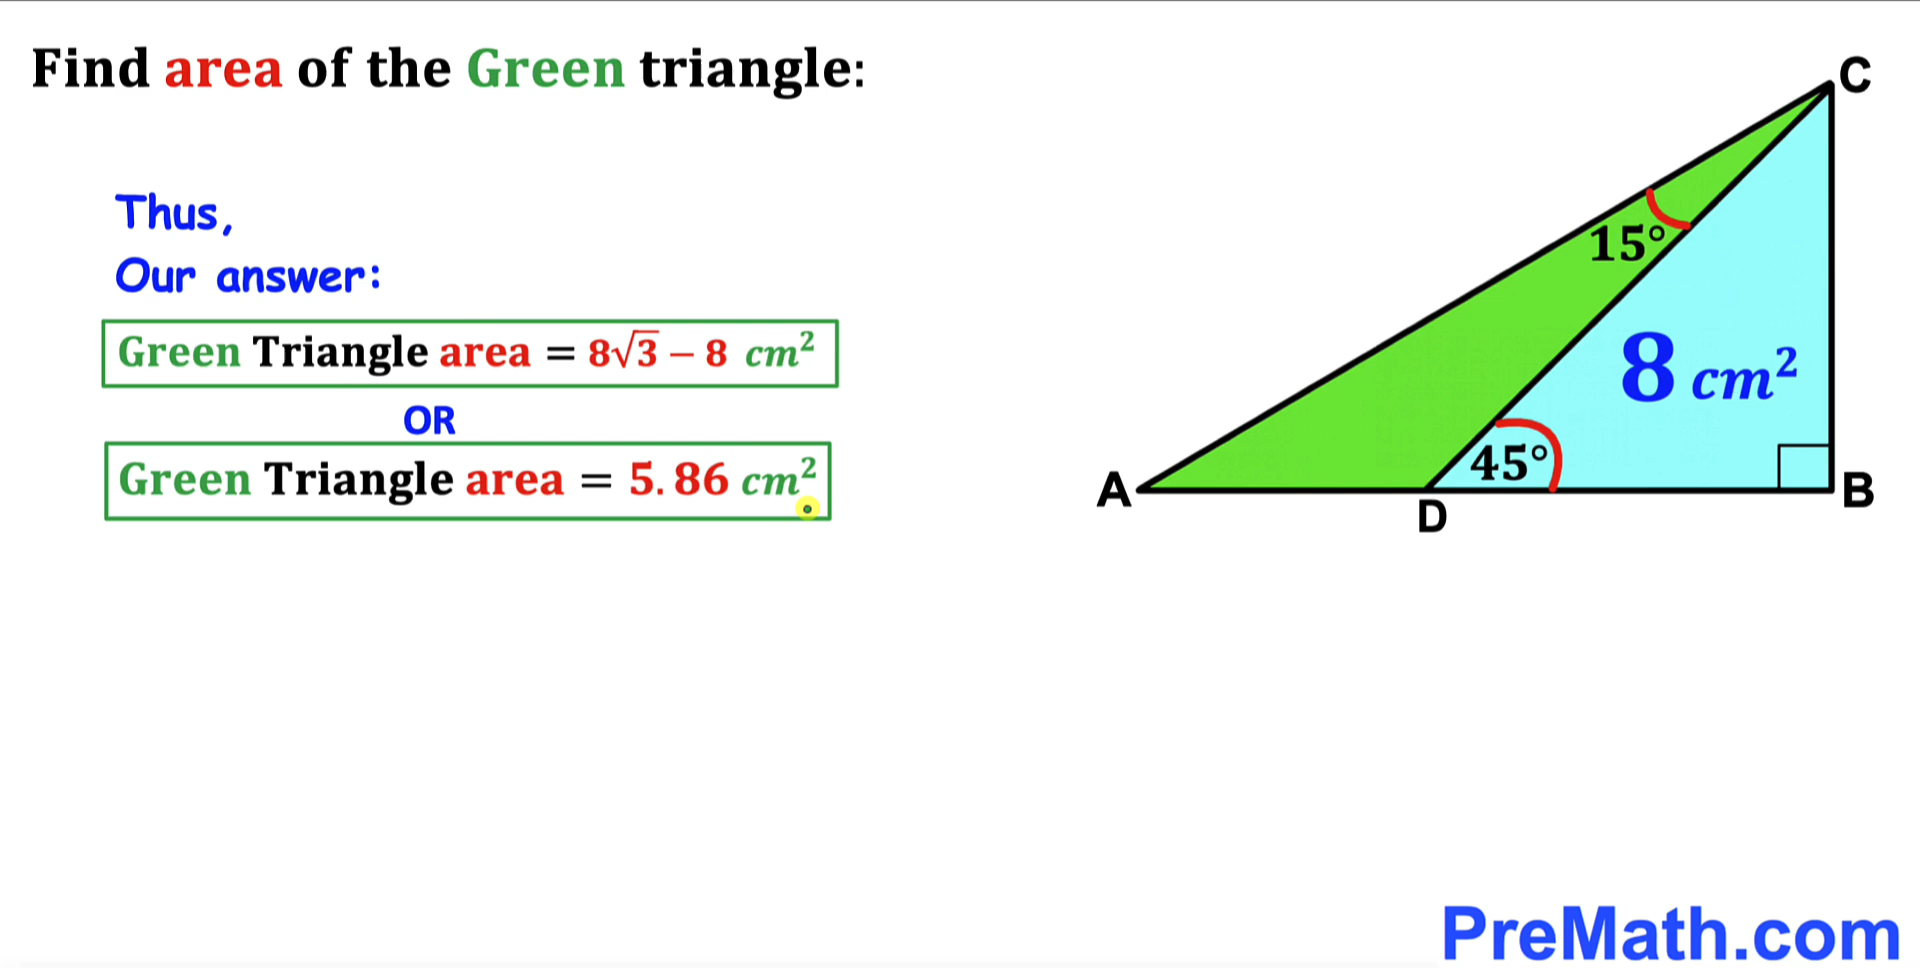 Find area of the Green triangle:
Thus,
Our answer:
Green Triangle area = 8√3 – 8 cm²
OR
Green Triangle area = 5.86 cm²
C
15°
8 cm²
45°
A
B
D
PreMath.com